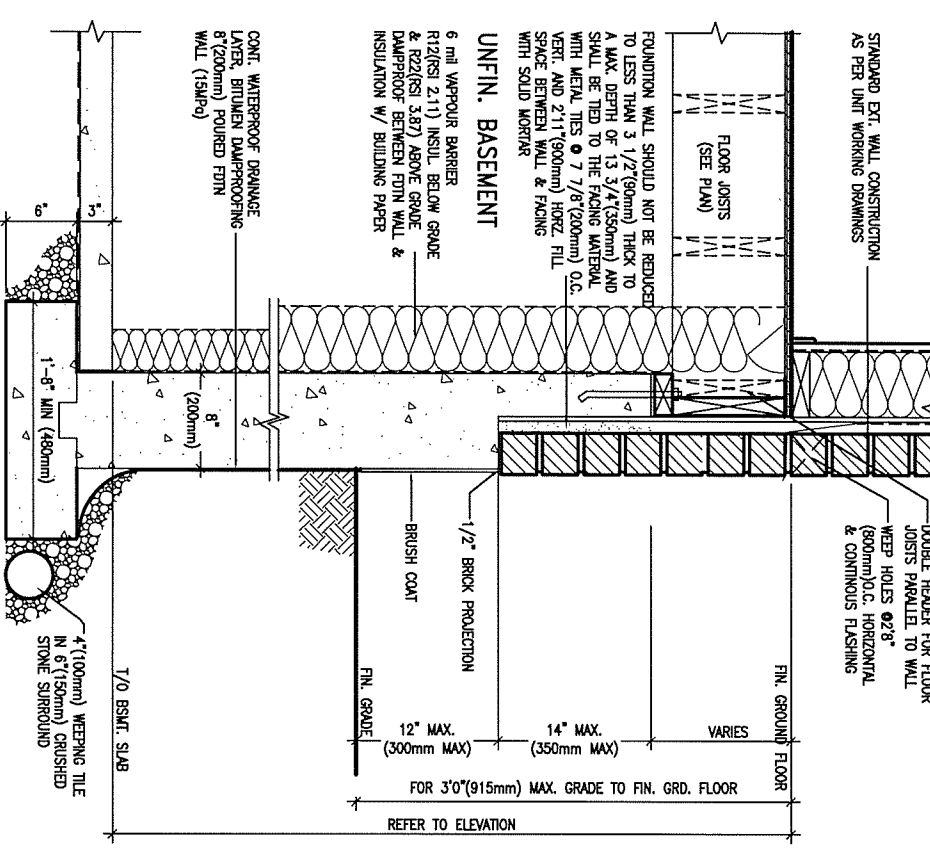 STANDARD EXT. WALL CONSTRUCTION
AS PER UNIT WORKING DRAWINGS
FLOOR JOISTS
(SEE PLAN)
FOUNDTION WALL SHOULD NOT BE REDUCED
TO LESS THAN 3 1/2"(90mm) THICK TO
A MAX. DEPTH OF 13 3/4"(350mm) AND
SHALL BE TIED TO THE FACING MATERIAL
WITH METAL TIES @ 7 7/8"(200mm) O.C.
VERT. AND 2'11"(900mm) HORZ. FILL
SPACE BETWEEN WALL & FACING
WITH SOLID MORTAR
UNFIN. BASEMENT
6 mil VAPPOUR BARRIER
R12(RSI 2.11) INSUL BELOW GRADE
& R22(RSI 3.87) ABOVE GRADE
DAMPPROOF BETWEEN FDTN WALL &
INSULATION W/ BUILDING PAPER
CONT. WATERPROOF DRAINAGE
LAYER, BITUMEN DAMPPROOFING
8"(200mm) POURED FDTN
WALL (15MPa)
3"
6"
8"
(200mm)
1'-8" MIN (480mm)
DOUBLE HEADER FOR FLOOR
JOISTS PARALLEL TO WALL
WEEP HOLES @2'8"
(800mm)O.C. HORIZONTAL
& CONTINOUS FLASHING
1/2" BRICK PROJECTION
BRUSH COAT
4"(100mm) WEEPING TILE
IN 6"(150mm) CRUSHED
STONE SURROUND
FIN. GROUND FLOOR
FIN. GRADE
T/O BSMT. SLAB
VARIES
14" MAX.
(350mm MAX)
12" MAX.
(300mm MAX)
FOR 3'0"(915mm) MAX. GRADE TO FIN. GRD. FLOOR
REFER TO ELEVATION